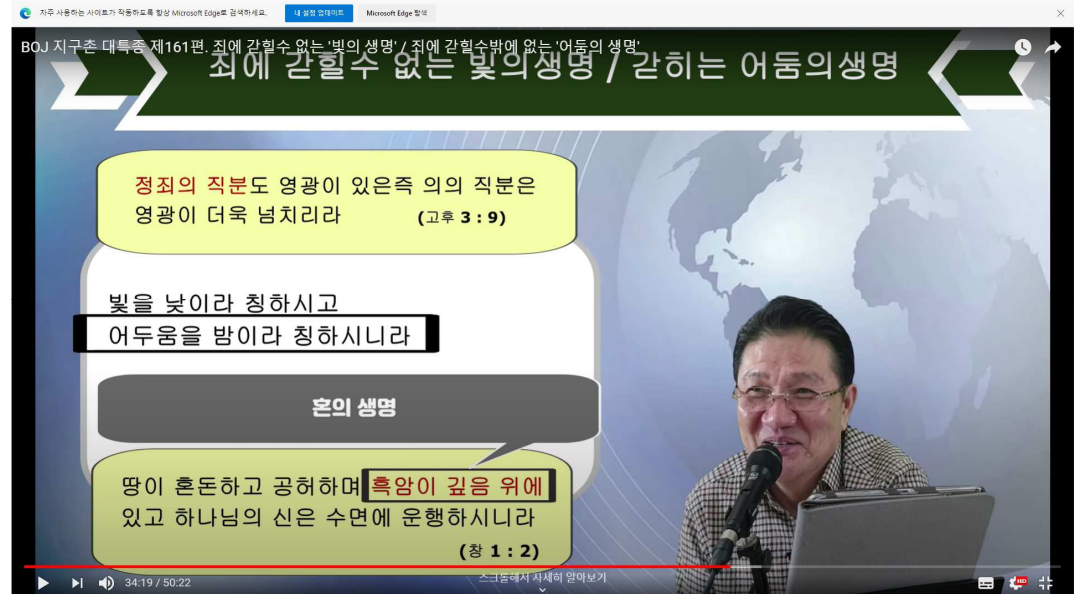 자주 사용하는 사이트가 작동하도록 항상 Microsoft Edge로 검색하세요. 내 설정 업데이트 Microsoft Edge 탐색
BOJ 지구촌 대특종 제161편. 죄에 갇힐수 없는 '빛의 생명' / 죄에 갇힐수밖에 없는 '어둠의 생명'
죄에 갇힐수 없는 빛의생명 / 갇히는 어둠의생명
정죄의 직분도 영광이 있은즉 의의 직분은
영광이 더욱 넘치리라 (고후 3 : 9)
빛을 낮이라 칭하시고
어두움을 밤이라 칭하시니라
혼의 생명
땅이 혼돈하고 공허하며 흑암이 깊음 위에
있고 하나님의 신은 수면에 운행하시니라
(창 1 : 2)
34:19 / 50:22 스크롤해서 자세히 알아보기 HD